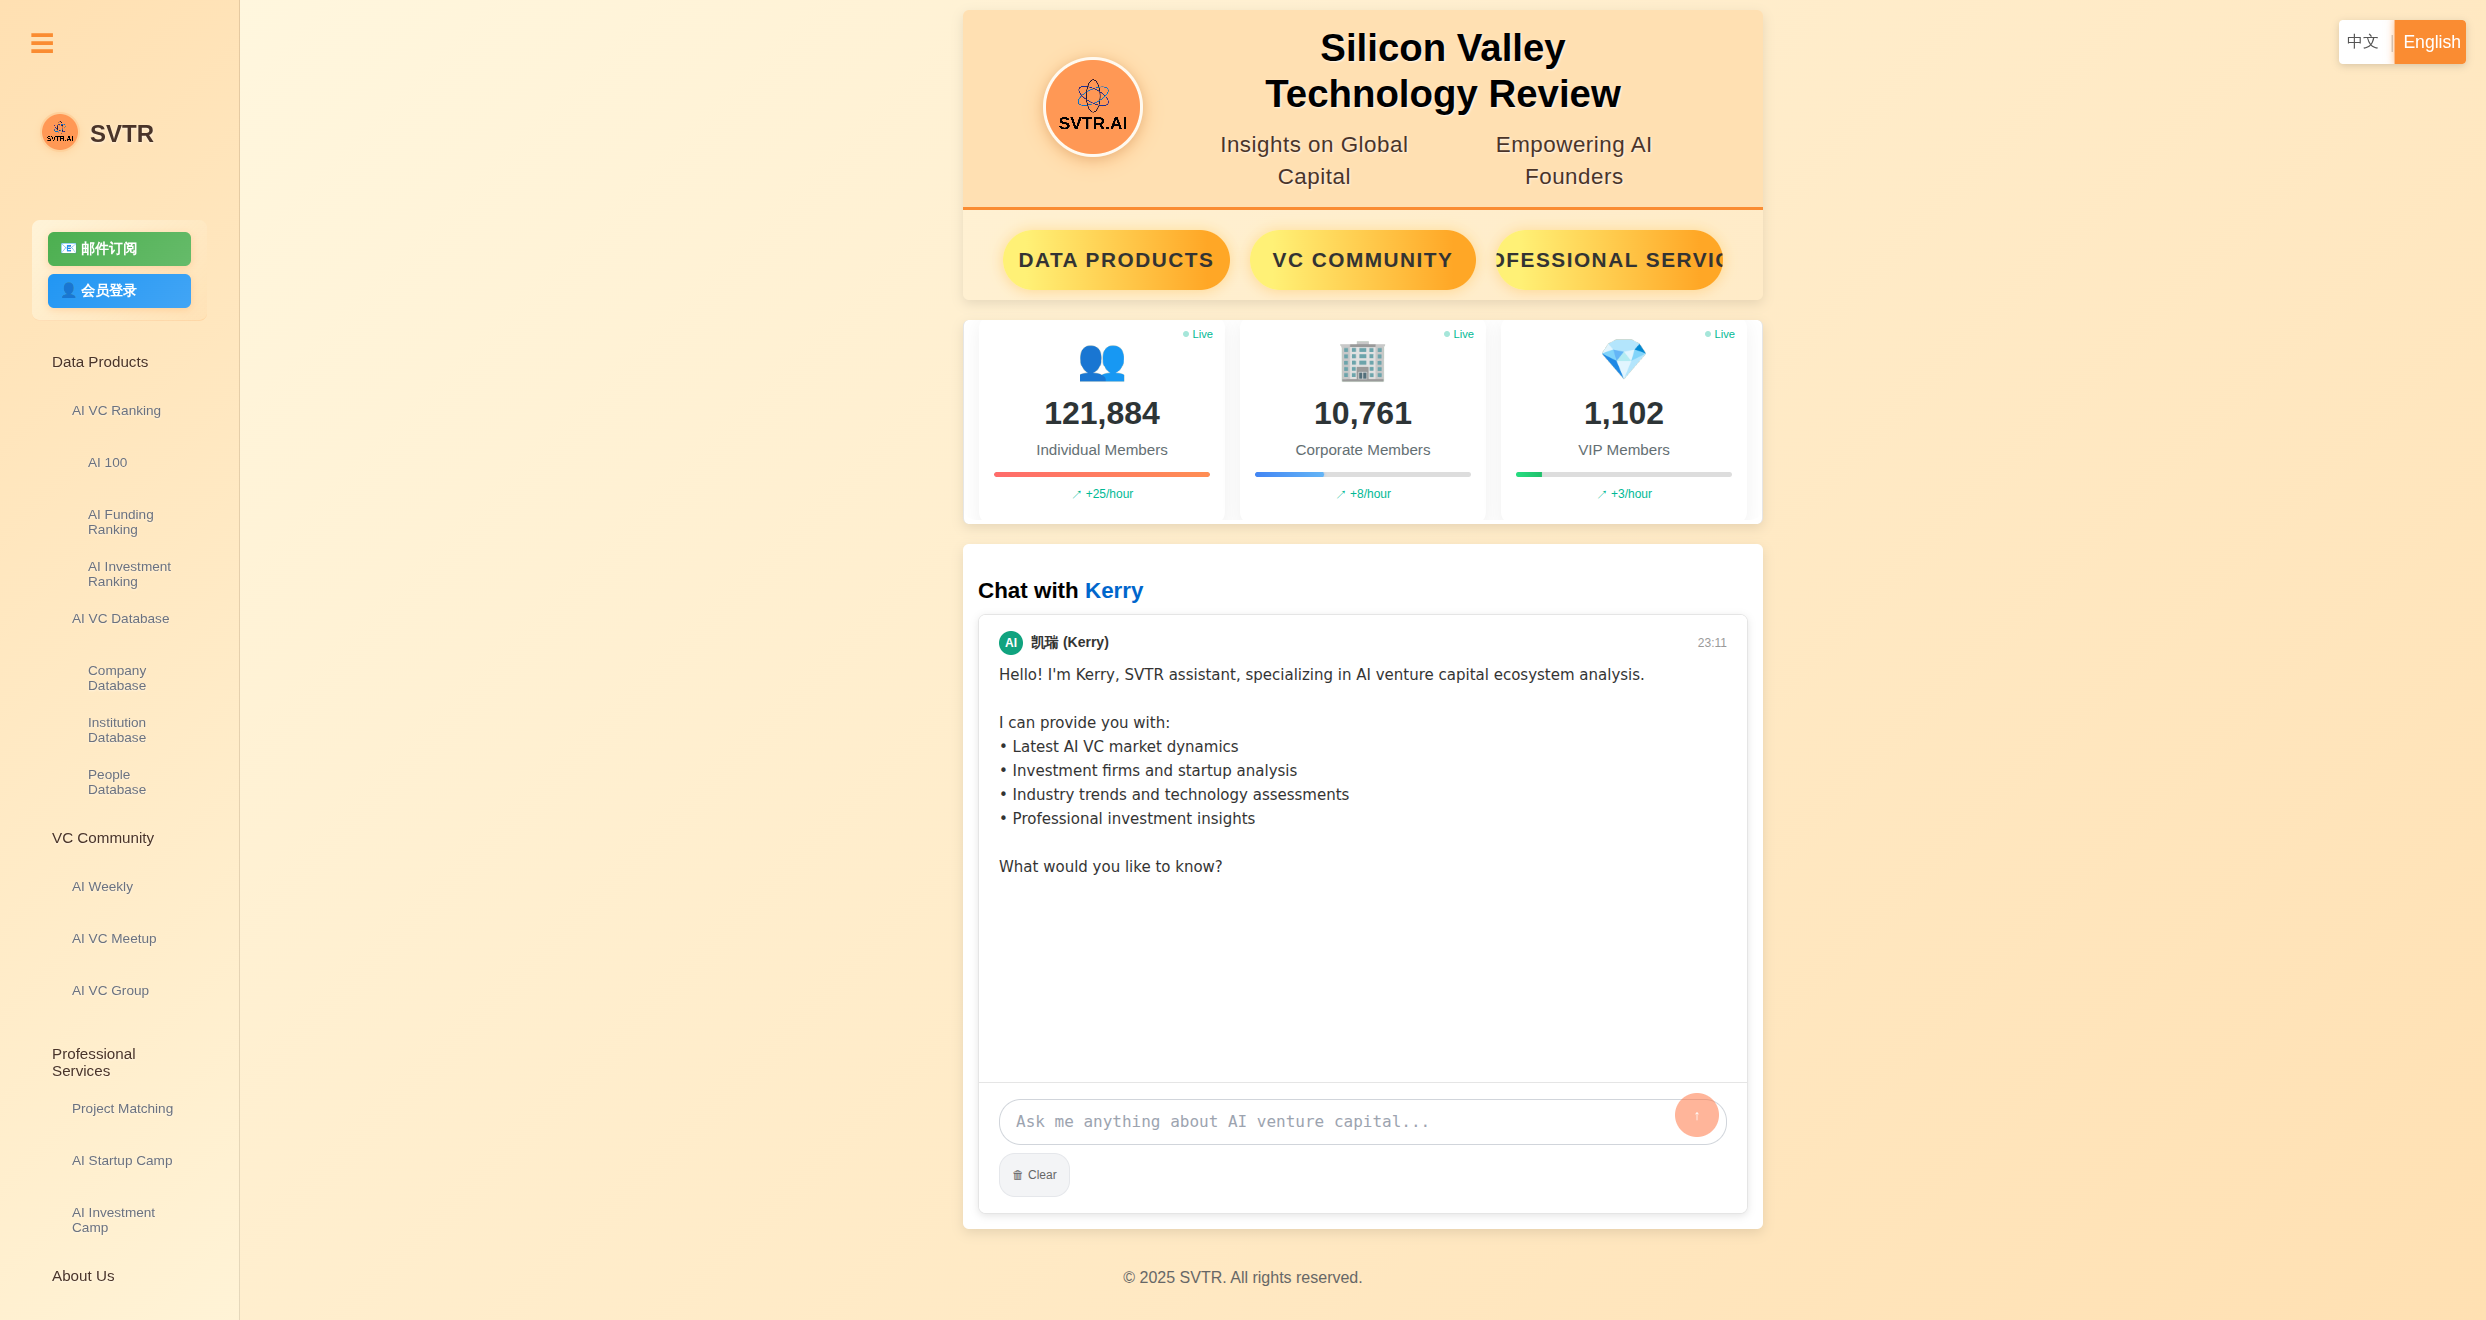 ☰
SVTR.AI
SVTR
📧 邮件订阅
👤 会员登录
Data Products
AI VC Ranking
AI 100
AI Funding
Ranking
AI Investment
Ranking
AI VC Database
Company
Database
Institution
Database
People
Database
VC Community
AI Weekly
AI VC Meetup
AI VC Group
Professional
Services
Project Matching
AI Startup Camp
AI Investment
Camp
About Us
中文 | English
SVTR.AI
Silicon Valley
Technology Review
Insights on Global
Capital
Empowering AI
Founders
DATA PRODUCTS
VC COMMUNITY
OFESSIONAL SERVIC
Live
121,884
Individual Members
↗ +25/hour
Live
10,761
Corporate Members
↗ +8/hour
Live
1,102
VIP Members
↗ +3/hour
Chat with Kerry
AI 凯瑞 (Kerry) 23:11
Hello! I'm Kerry, SVTR assistant, specializing in AI venture capital ecosystem analysis.
I can provide you with:
• Latest AI VC market dynamics
• Investment firms and startup analysis
• Industry trends and technology assessments
• Professional investment insights
What would you like to know?
Ask me anything about AI venture capital...
↑
🗑 Clear
© 2025 SVTR. All rights reserved.